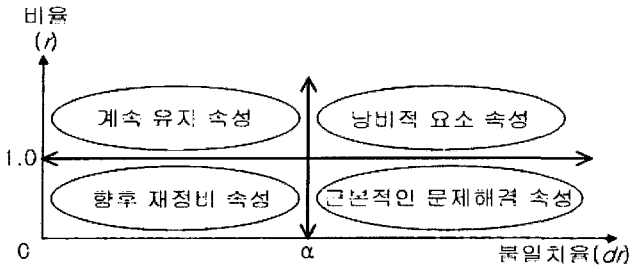 비율
(r)
계속 유지 속성
낭비적 요소 속성
1.0
향후 재정비 속성
근본적인 문제해결 속성
0
α
불일치율(dr)